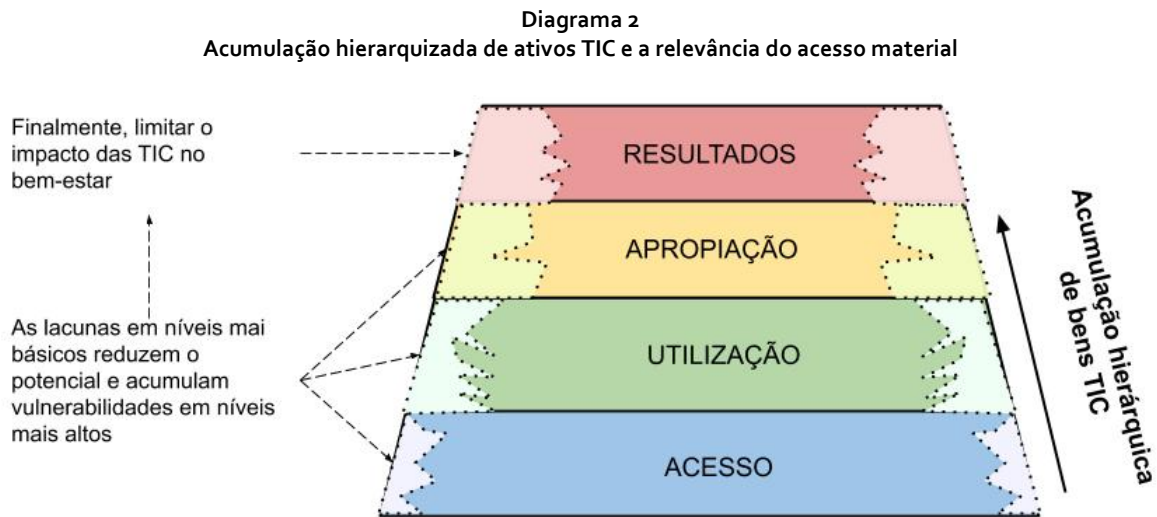 Diagrama 2
Acumulação hierarquizada de ativos TIC e a relevância do acesso material
Finalmente, limitar o
impacto das TIC no
bem-estar
As lacunas em níveis mai
básicos reduzem o
potencial e acumulam
vulnerabilidades em níveis
mais altos
RESULTADOS
APROPIAÇÃO
UTILIZAÇÃO
ACESSO
Acumulação hierárquica
de bens TIC